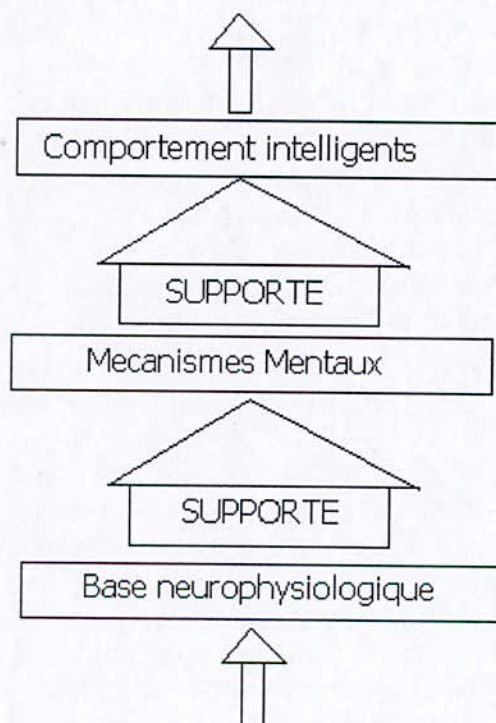 Comportement intelligents
SUPPORTE
Mecanismes Mentaux
SUPPORTE
Base neurophysiologique